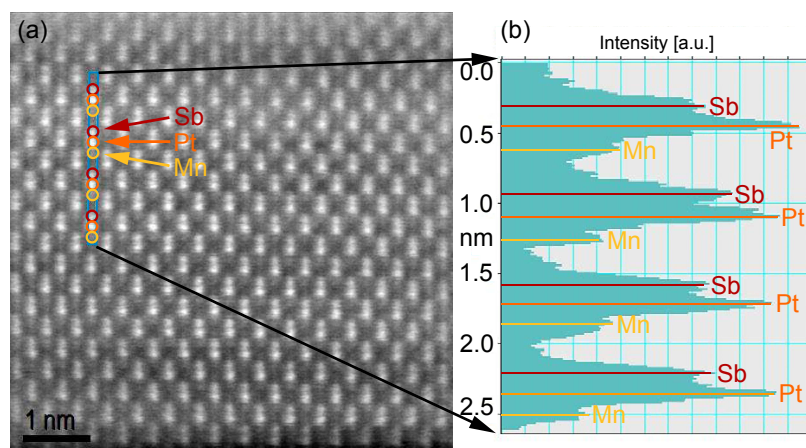 (a)
Sb
Pt
Mn
1 nm
(b)
Intensity [a.u.]
0.0
Sb
0.5
Pt
Mn
Sb
1.0
Pt
nm
Mn
1.5
Sb
Pt
Mn
2.0
Sb
Pt
2.5
Mn